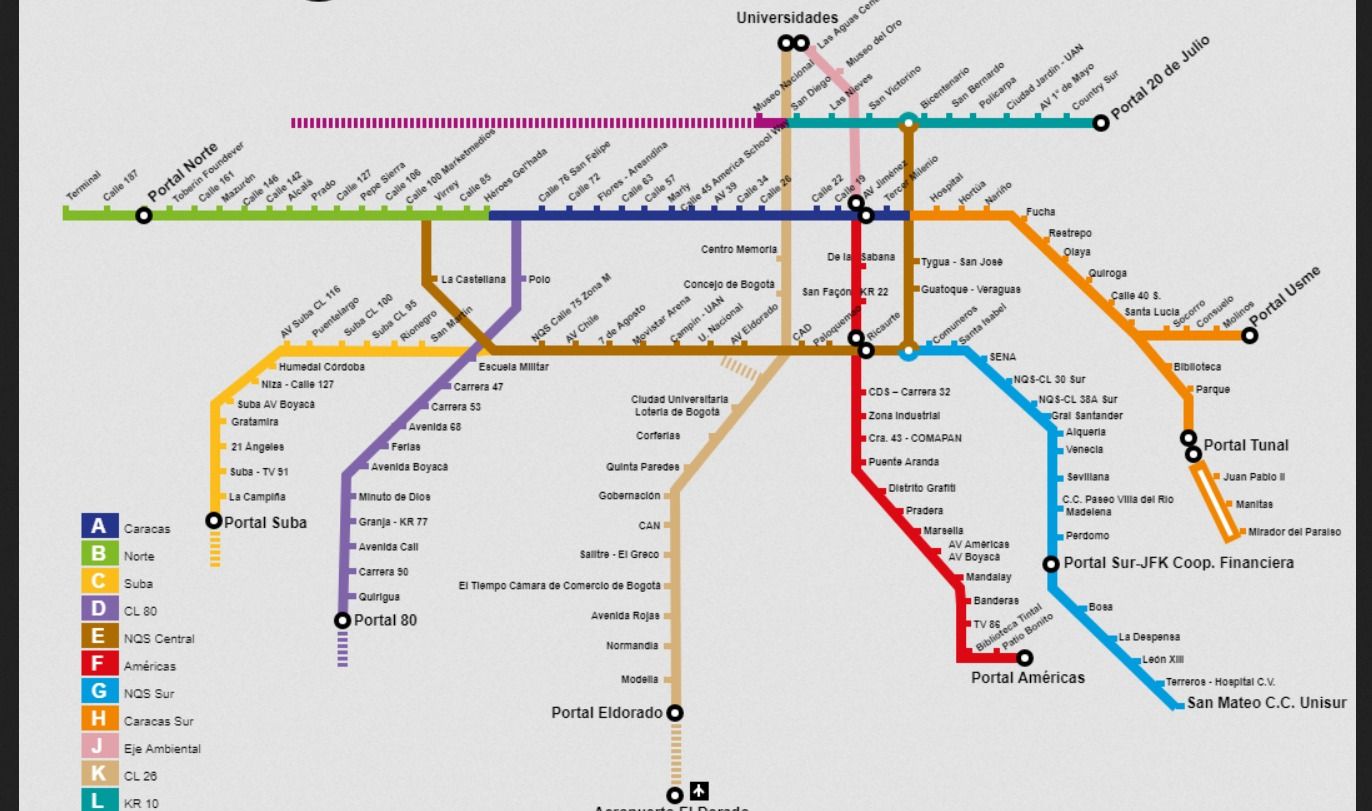 Universidades
Las Aguas
Museo del Oro
Museo Nacional
San Diego
Las Nieves
San Victorino
Bicentenario
San Bernardo
Policarpa
Ciudad Jardín - UAN
AV 1° de Mayo
Country Sur
Portal 20 de Julio
Terminal
Calle 187
Portal Norte
Toberin Foundever
Calle 161
Mazurén
Calle 146
Calle 142
Alcalá
Prado
Calle 127
Pepe Sierra
Calle 106
Calle 100 Marketmedios
Virrey
Calle 85
Héroes Gel'hada
Calle 76 San Felipe
Calle 72
Flores - Areandina
Calle 63
Calle 57
Marly
Calle 45 America School Way
AV 39
Calle 34
Calle 26
Calle 22
Calle 19
AV Jiménez
Tercer Milenio
Hospital
Hortúa
Nariño
Fucha
Restrepo
Olaya
Quiroga
Calle 40 S.
Santa Lucia
Socorro
Consuelo
Molinos
Portal Usme
Biblioteca
Parque
Portal Tunal
Juan Pablo II
Manitas
Mirador del Paraiso
La Castellana
Polo
Centro Memoria
Concejo de Bogotá
De la Sabana
San Façón KR 22
Tygua - San José
Guatoque - Veraguas
AV Suba CL 116
Puentelargo
Suba CL 100
Suba CL 95
Rionegro
San Martín
NQS Calle 75 Zona M
AV Chile
7 de Agosto
Movistar Arena
Campín - UAN
U. Nacional
AV Eldorado
CAD
Paloquemao
Ricaurte
Comuneros
Santa Isabel
SENA
NQS-CL 30 Sur
NQS-CL 38A Sur
Gral Santander
Alqueria
Venecia
Sevillana
C.C. Paseo Villa del Rio
Madelena
Perdomo
Portal Sur-JFK Coop. Financiera
Bosa
La Despensa
León XIII
Terreros - Hospital C.V.
San Mateo C.C. Unisur
Humedal Córdoba
Niza - Calle 127
Suba AV Boyacá
Gratamira
21 Ángeles
Suba - TV 91
La Campiña
Portal Suba
Escuela Militar
Carrera 47
Carrera 53
Avenida 68
Ferias
Avenida Boyacá
Minuto de Dios
Granja - KR 77
Avenida Cali
Carrera 90
Quirigua
Portal 80
Ciudad Universitaria
Lotería de Bogotá
Corferias
Quinta Paredes
Gobernación
CAN
Salitre - El Greco
El Tiempo Cámara de Comercio de Bogotá
Avenida Rojas
Normandia
Modelia
Portal Eldorado
Aeropuerto El Dorado
CDS – Carrera 32
Zona Industrial
Cra. 43 - COMAPAN
Puente Aranda
Distrito Grafiti
Pradera
Marsella
AV Américas
AV Boyacá
Mandalay
Banderas
TV 86
Biblioteca Tintal
Patio Bonito
Portal Américas
A Caracas
B Norte
C Suba
D CL 80
E NQS Central
F Américas
G NQS Sur
H Caracas Sur
J Eje Ambiental
K CL 26
L KR 10